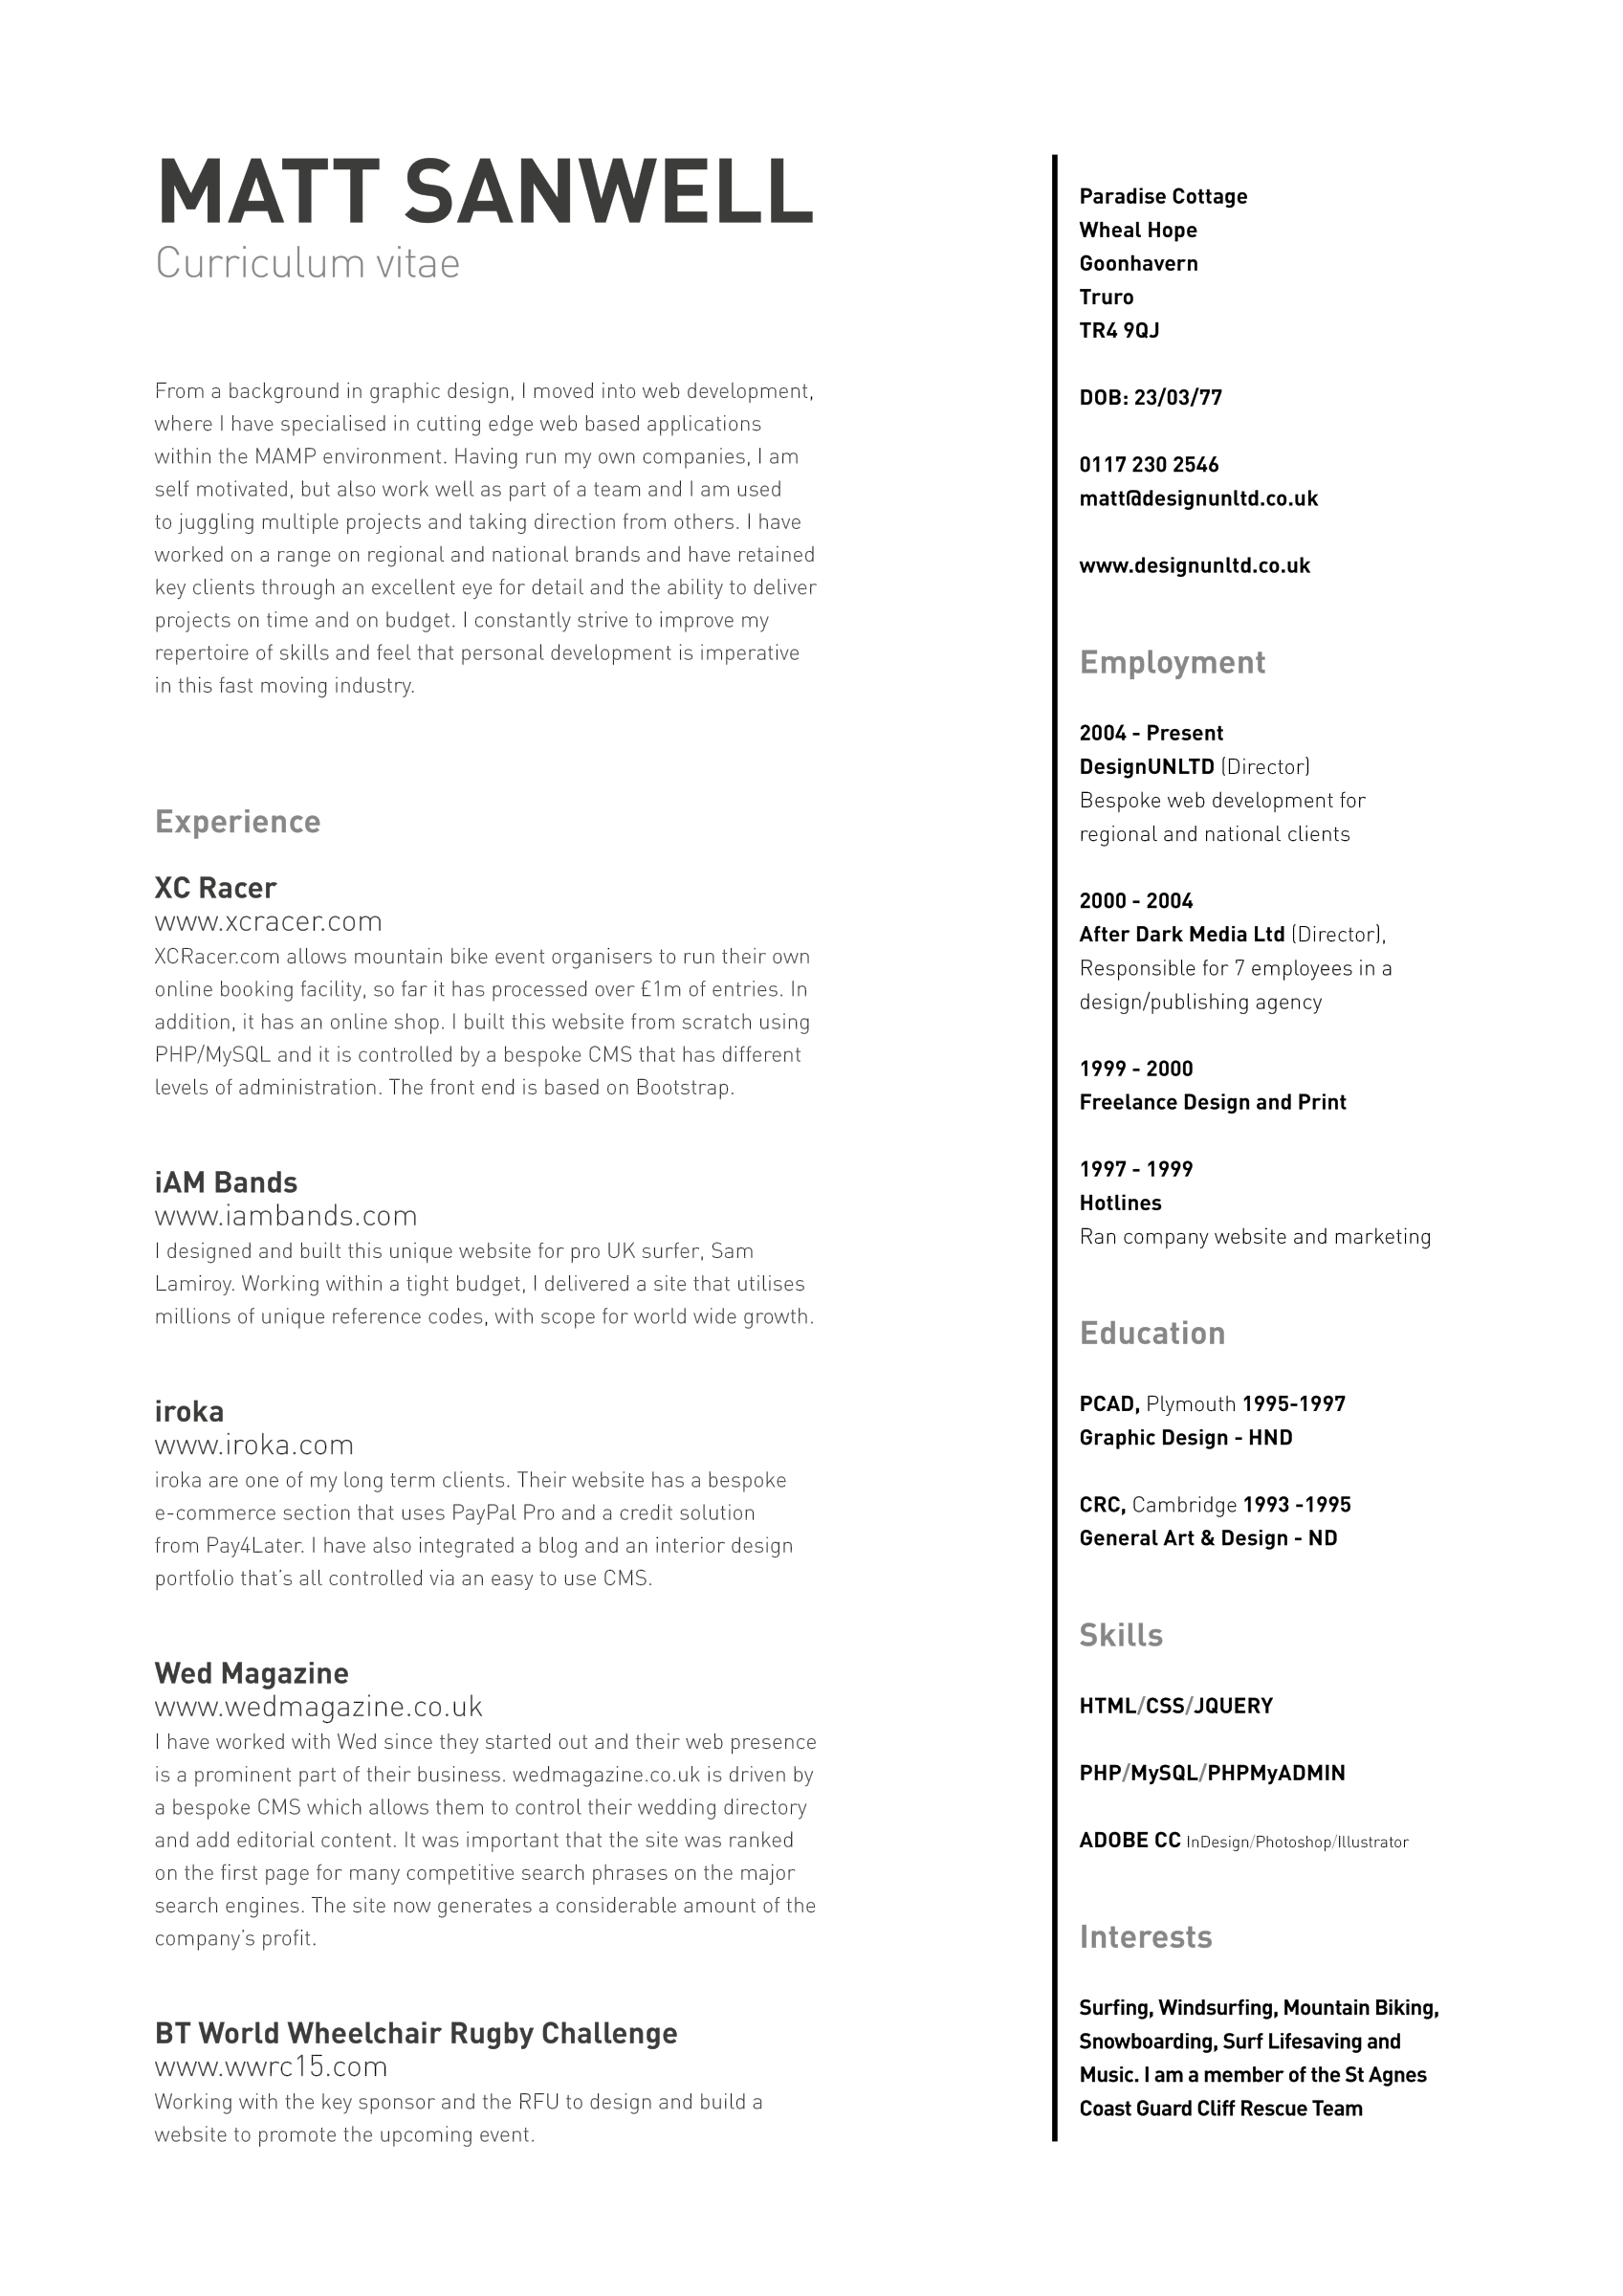 MATT SANWELL
Curriculum vitae
From a background in graphic design, I moved into web development,
where I have specialised in cutting edge web based applications
within the MAMP environment. Having run my own companies, I am
self motivated, but also work well as part of a team and I am used
to juggling multiple projects and taking direction from others. I have
worked on a range on regional and national brands and have retained
key clients through an excellent eye for detail and the ability to deliver
projects on time and on budget. I constantly strive to improve my
repertoire of skills and feel that personal development is imperative
in this fast moving industry.
Experience
XC Racer
www.xcracer.com
XCRacer.com allows mountain bike event organisers to run their own
online booking facility, so far it has processed over £1m of entries. In
addition, it has an online shop. I built this website from scratch using
PHP/MySQL and it is controlled by a bespoke CMS that has different
levels of administration. The front end is based on Bootstrap.
iAM Bands
www.iambands.com
I designed and built this unique website for pro UK surfer, Sam
Lamiroy. Working within a tight budget, I delivered a site that utilises
millions of unique reference codes, with scope for world wide growth.
iroka
www.iroka.com
iroka are one of my long term clients. Their website has a bespoke
e-commerce section that uses PayPal Pro and a credit solution
from Pay4Later. I have also integrated a blog and an interior design
portfolio that's all controlled via an easy to use CMS.
Wed Magazine
www.wedmagazine.co.uk
I have worked with Wed since they started out and their web presence
is a prominent part of their business. wedmagazine.co.uk is driven by
a bespoke CMS which allows them to control their wedding directory
and add editorial content. It was important that the site was ranked
on the first page for many competitive search phrases on the major
search engines. The site now generates a considerable amount of the
company's profit.
BT World Wheelchair Rugby Challenge
www.wwrc15.com
Working with the key sponsor and the RFU to design and build a
website to promote the upcoming event.
Paradise Cottage
Wheal Hope
Goonhavern
Truro
TR4 9QJ
DOB: 23/03/77
0117 230 2546
matt@designunltd.co.uk
www.designunltd.co.uk
Employment
2004 - Present
DesignUNLTD (Director)
Bespoke web development for
regional and national clients
2000 - 2004
After Dark Media Ltd (Director),
Responsible for 7 employees in a
design/publishing agency
1999 - 2000
Freelance Design and Print
1997 - 1999
Hotlines
Ran company website and marketing
Education
PCAD, Plymouth 1995-1997
Graphic Design - HND
CRC, Cambridge 1993 -1995
General Art & Design - ND
Skills
HTML/CSS/JQUERY
PHP/MySQL/PHPMyADMIN
ADOBE CC InDesign/Photoshop/Illustrator
Interests
Surfing, Windsurfing, Mountain Biking,
Snowboarding, Surf Lifesaving and
Music. I am a member of the St Agnes
Coast Guard Cliff Rescue Team